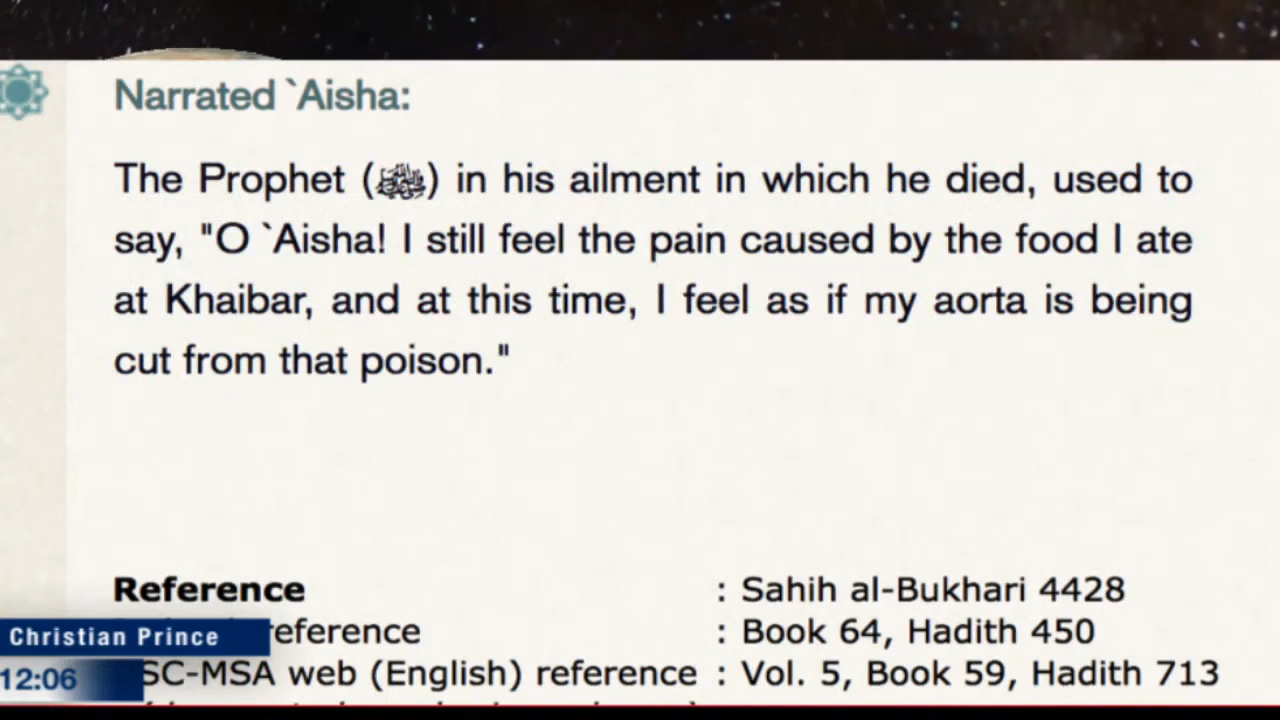 Narrated `Aisha:
The Prophet (ﷺ) in his ailment in which he died, used to
say, "O `Aisha! I still feel the pain caused by the food I ate
at Khaibar, and at this time, I feel as if my aorta is being
cut from that poison."
Reference : Sahih al-Bukhari 4428
reference : Book 64, Hadith 450
Christian Prince
SC-MSA web (English) reference : Vol. 5, Book 59, Hadith 713
12:06